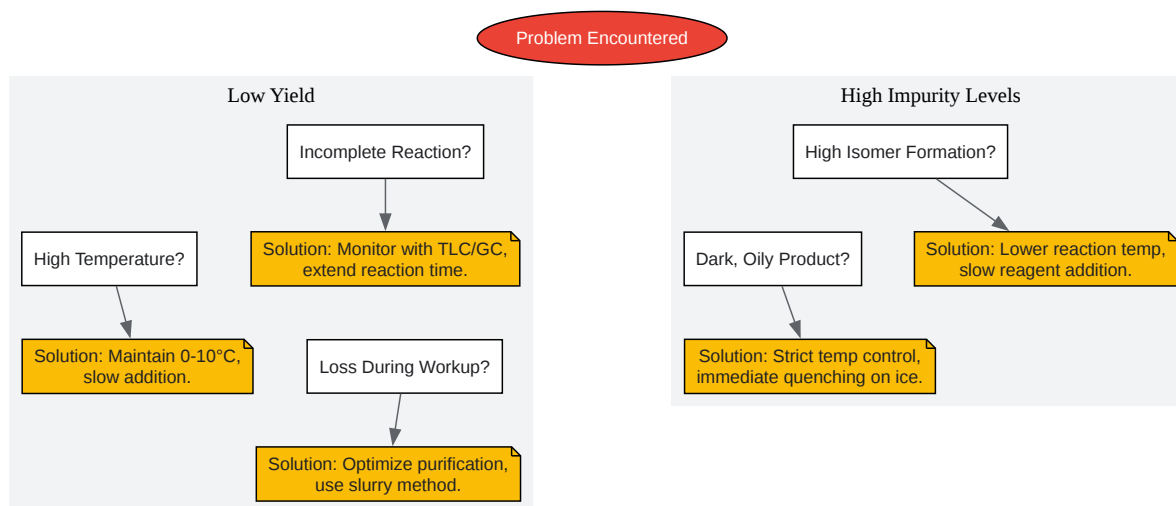 Problem Encountered
Low Yield
Incomplete Reaction?
Solution: Monitor with TLC/GC,
extend reaction time.
High Temperature?
Solution: Maintain 0-10°C,
slow addition.
Loss During Workup?
Solution: Optimize purification,
use slurry method.
High Impurity Levels
High Isomer Formation?
Solution: Lower reaction temp,
slow reagent addition.
Dark, Oily Product?
Solution: Strict temp control,
immediate quenching on ice.